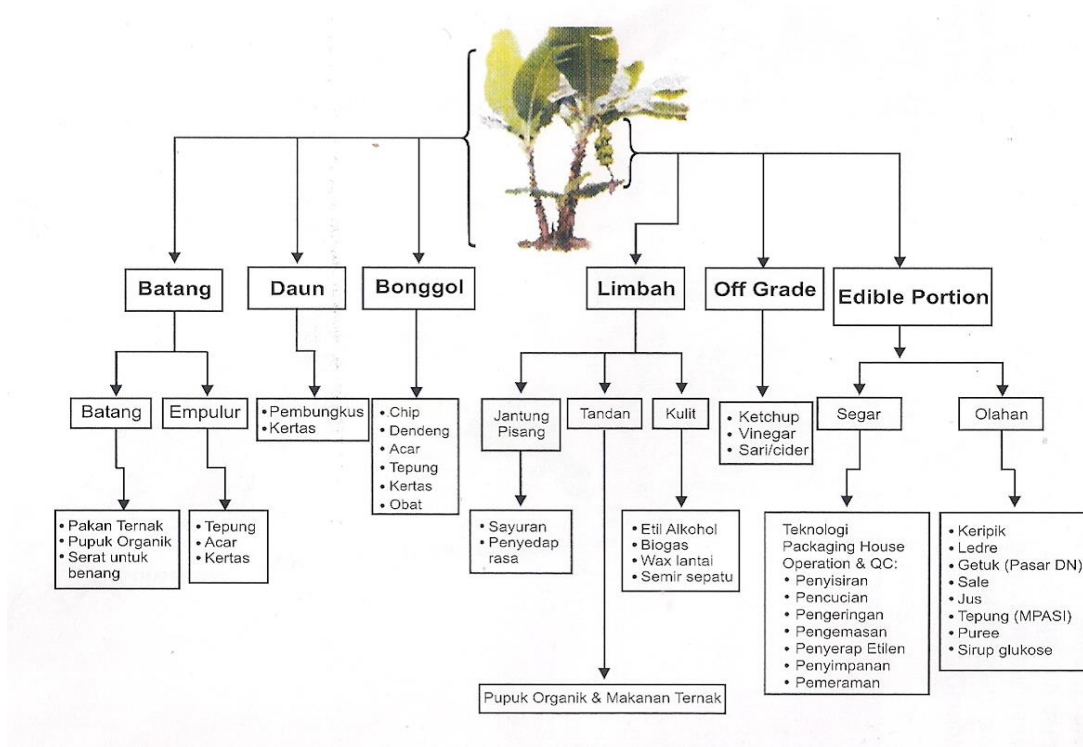 Batang
Daun
Bonggol
Limbah
Off Grade
Edible Portion
Batang
Empulur
• Pembungkus
• Kertas
• Chip
• Dendeng
• Acar
• Tepung
• Kertas
• Obat
Jantung
Pisang
Tandan
Kulit
• Ketchup
• Vinegar
• Sari/cider
Segar
Olahan
• Pakan Ternak
• Pupuk Organik
• Serat untuk
benang
• Tepung
• Acar
• Kertas
• Sayuran
• Penyedap
rasa
• Etil Alkohol
• Biogas
• Wax lantai
• Semir sepatu
Teknologi
Packaging House
Operation & QC:
• Penyisiran
• Pencucian
• Pengeringan
• Pengemasan
• Penyerap Etilen
• Penyimpanan
• Pemeraman
• Keripik
• Ledre
• Getuk (Pasar DN)
• Sale
• Jus
• Tepung (MPASI)
• Puree
• Sirup glukose
Pupuk Organik & Makanan Ternak